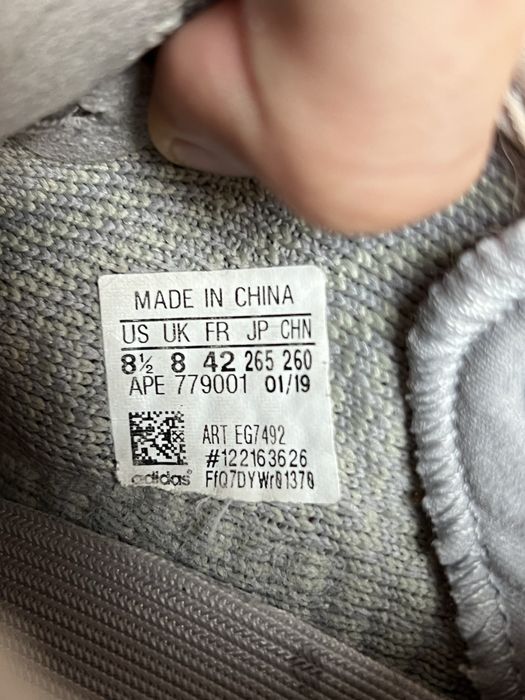 MADE IN CHINA
US UK FR JP CHN
8½ 8 42 265 260
APE 779001 01/19
ART EG7492
#122163626
adidas FfQ7DYWr01370